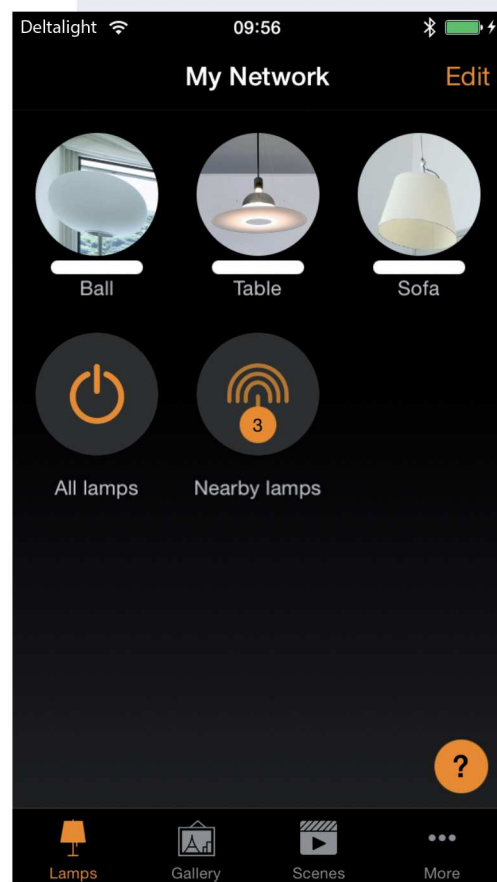 Deltalight 09:56
My Network Edit
Ball Table Sofa
3
All lamps Nearby lamps
?
Lamps Gallery Scenes More